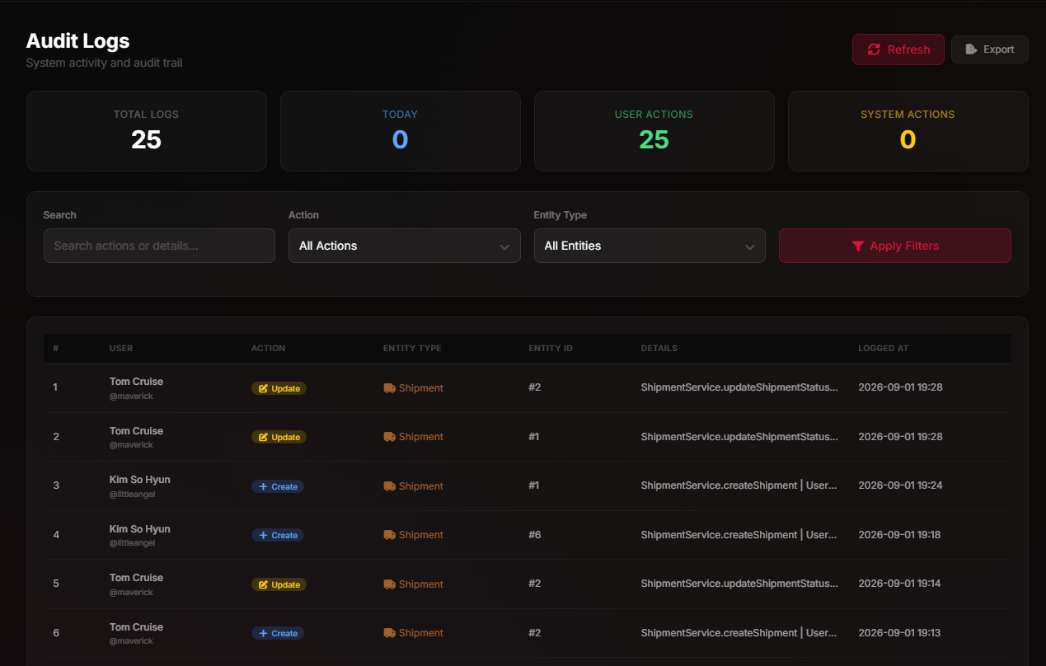 Audit Logs
System activity and audit trail
Refresh
Export
TOTAL LOGS
25
TODAY
0
USER ACTIONS
25
SYSTEM ACTIONS
0
Search
Action
Entity Type
Search actions or details...
All Actions
All Entities
Apply Filters
# USER ACTION ENTITY TYPE ENTITY ID DETAILS LOGGED AT
1 Tom Cruise Update Shipment #2 ShipmentService.updateShipmentStatus... 2026-09-01 19:28
@maverick
2 Tom Cruise Update Shipment #1 ShipmentService.updateShipmentStatus... 2026-09-01 19:28
@maverick
3 Kim So Hyun Create Shipment #1 ShipmentService.createShipment | User... 2026-09-01 19:24
@littleangel
4 Kim So Hyun Create Shipment #6 ShipmentService.createShipment | User... 2026-09-01 19:18
@littleangel
5 Tom Cruise Update Shipment #2 ShipmentService.updateShipmentStatus... 2026-09-01 19:14
@maverick
6 Tom Cruise Create Shipment #2 ShipmentService.createShipment | User... 2026-09-01 19:13
@maverick